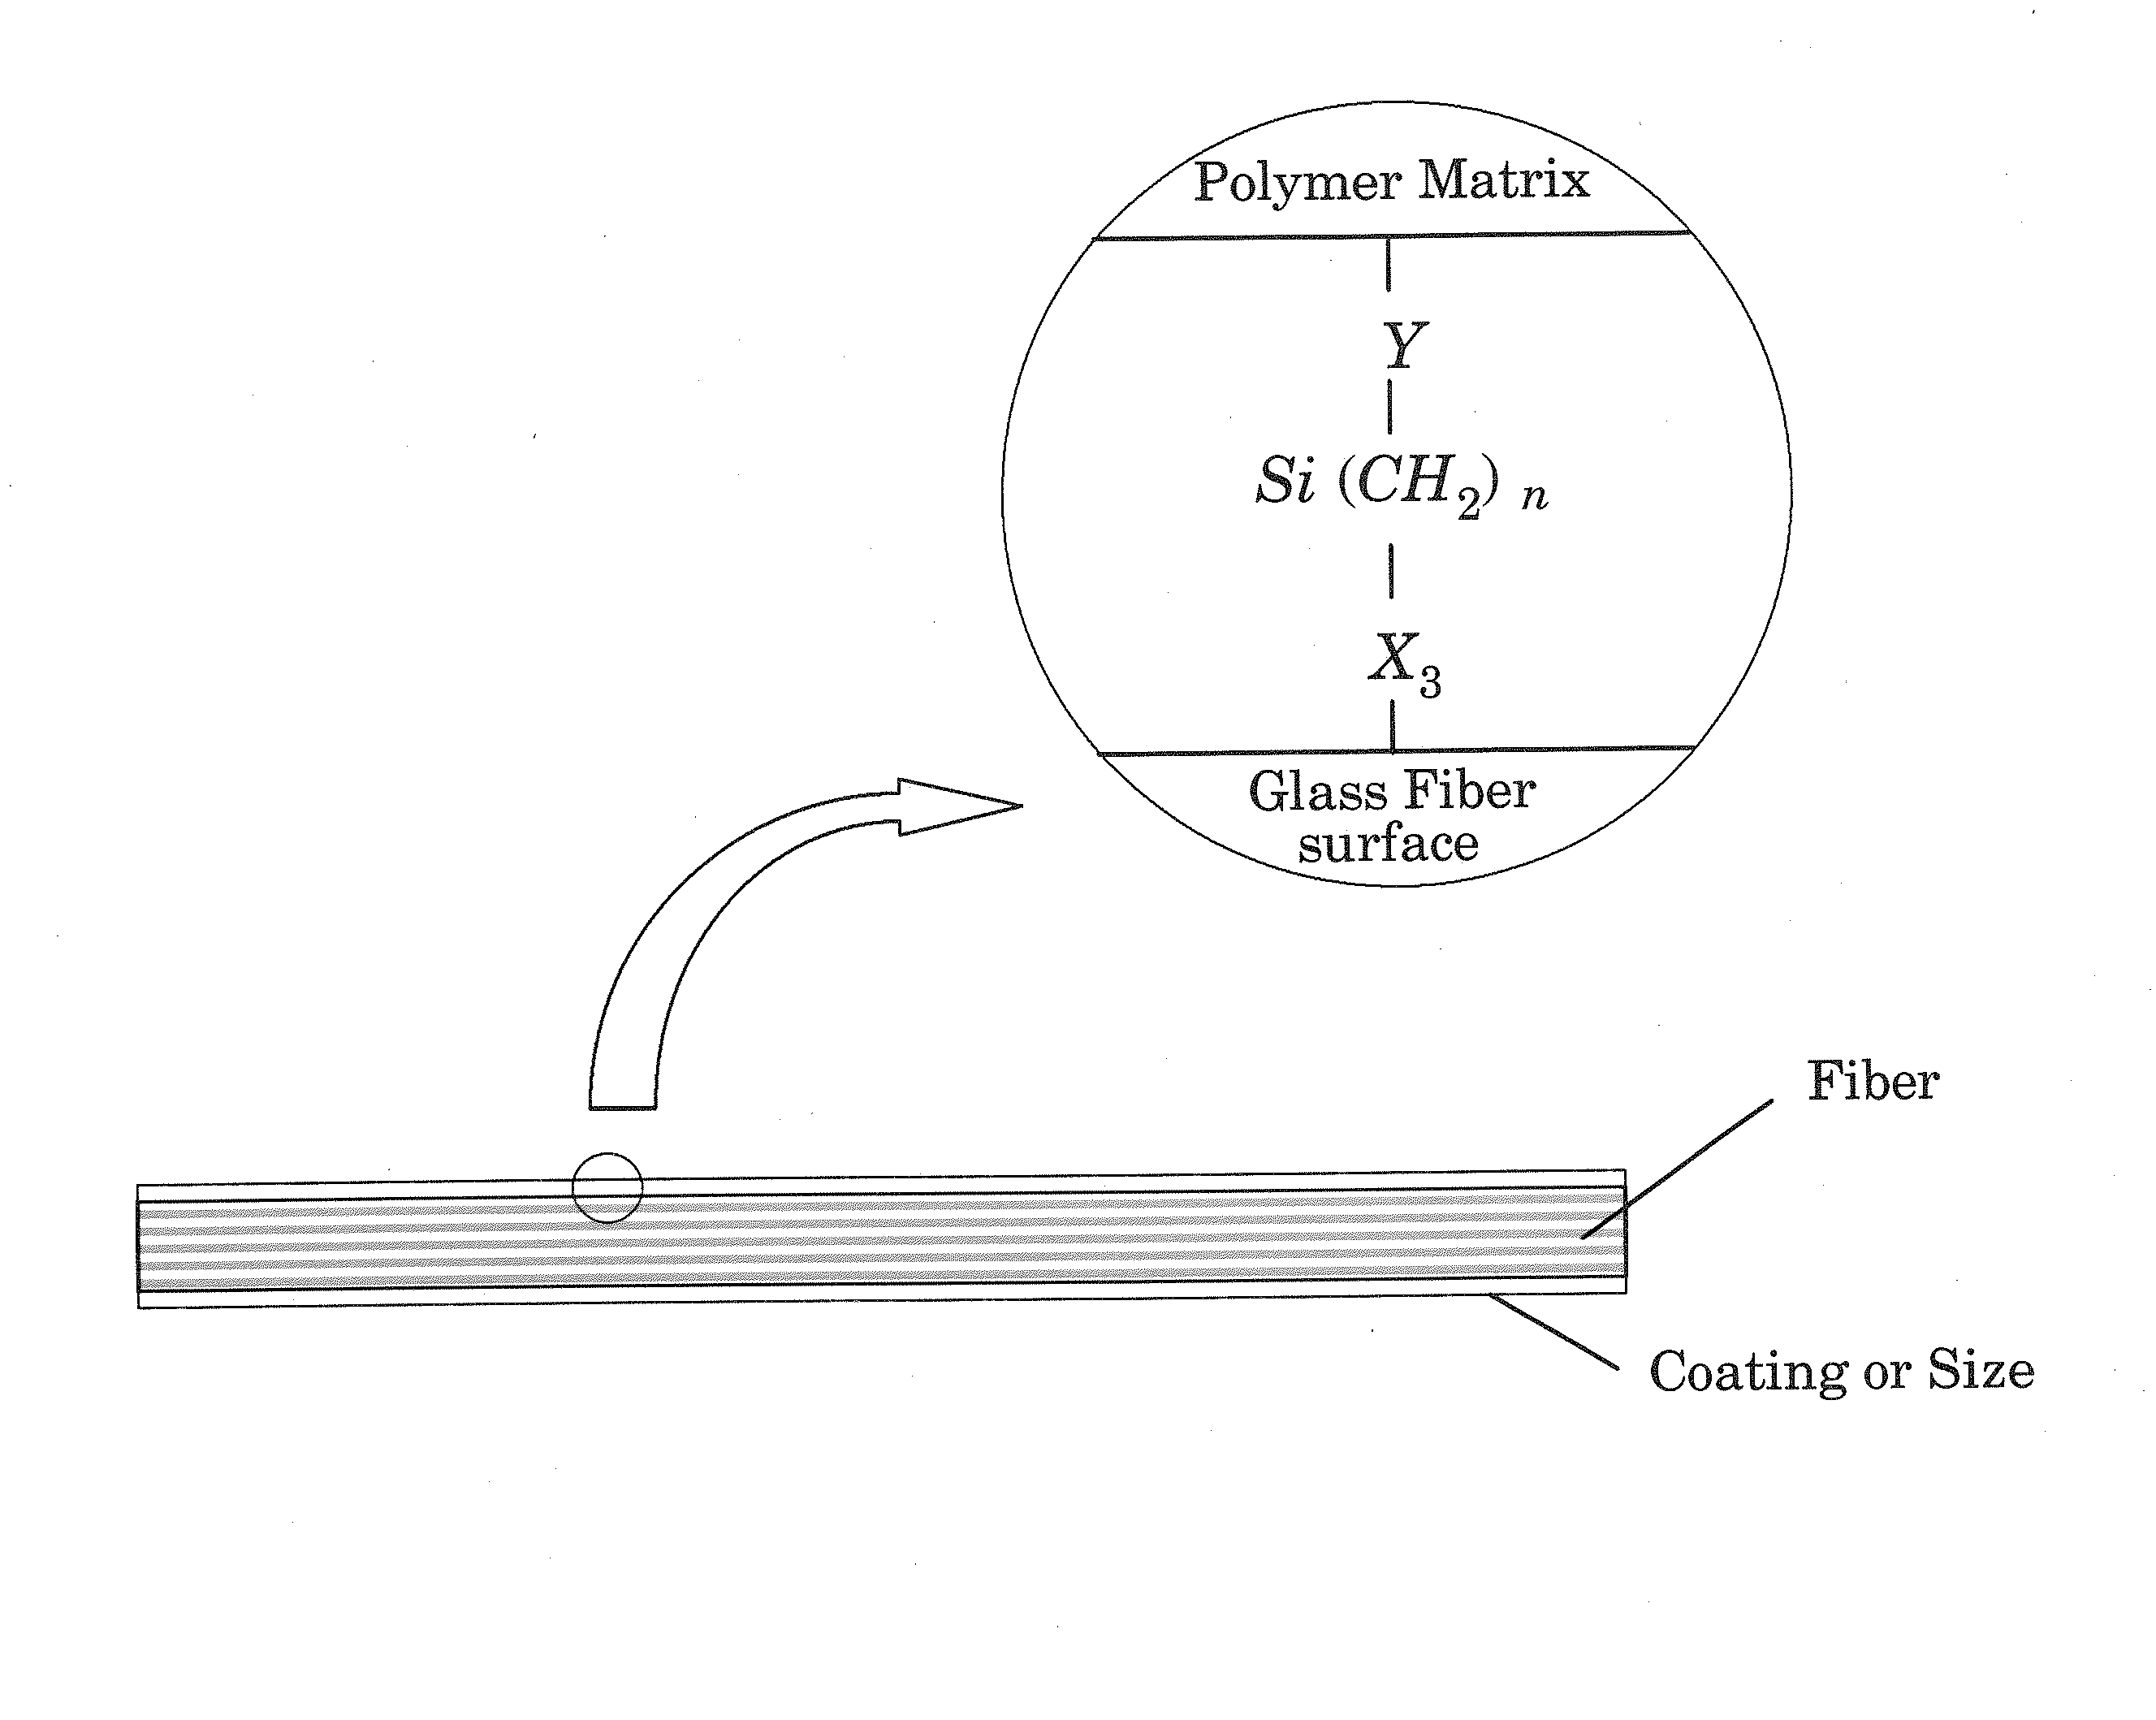 Polymer Matrix
Y
Si (CH₂) n
X₃
Glass Fiber
surface
Fiber
Coating or Size